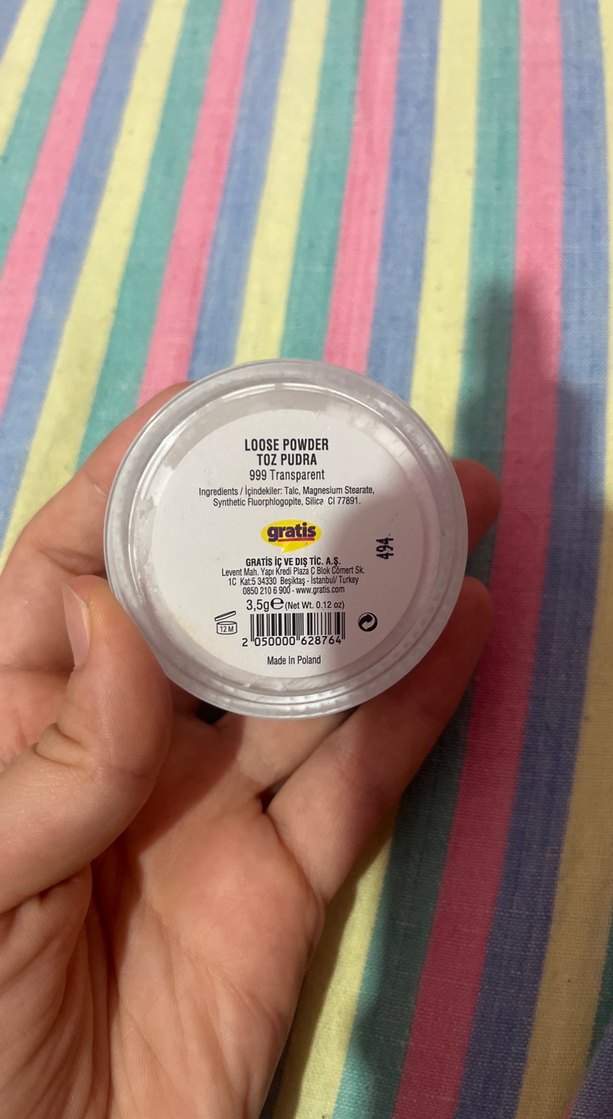 LOOSE POWDER
TOZ PUDRA
999 Transparent
Ingredients / İçindekiler: Talc, Magnesium Stearate,
Synthetic Fluorphlogopite, Silica CI 77891.
gratis
494
GRATİS İÇ VE DIŞ TİC. A.Ş.
Levent Mah. Yapı Kredi Plaza C Blok Cömert Sk.
1C Kat:5 34330 Beşiktaş - İstanbul/ Turkey
0850 210 6 900 - www.gratis.com
3,5g℮ (Net Wt. 0.12 oz)
12 M
2 050000 628764
Made In Poland